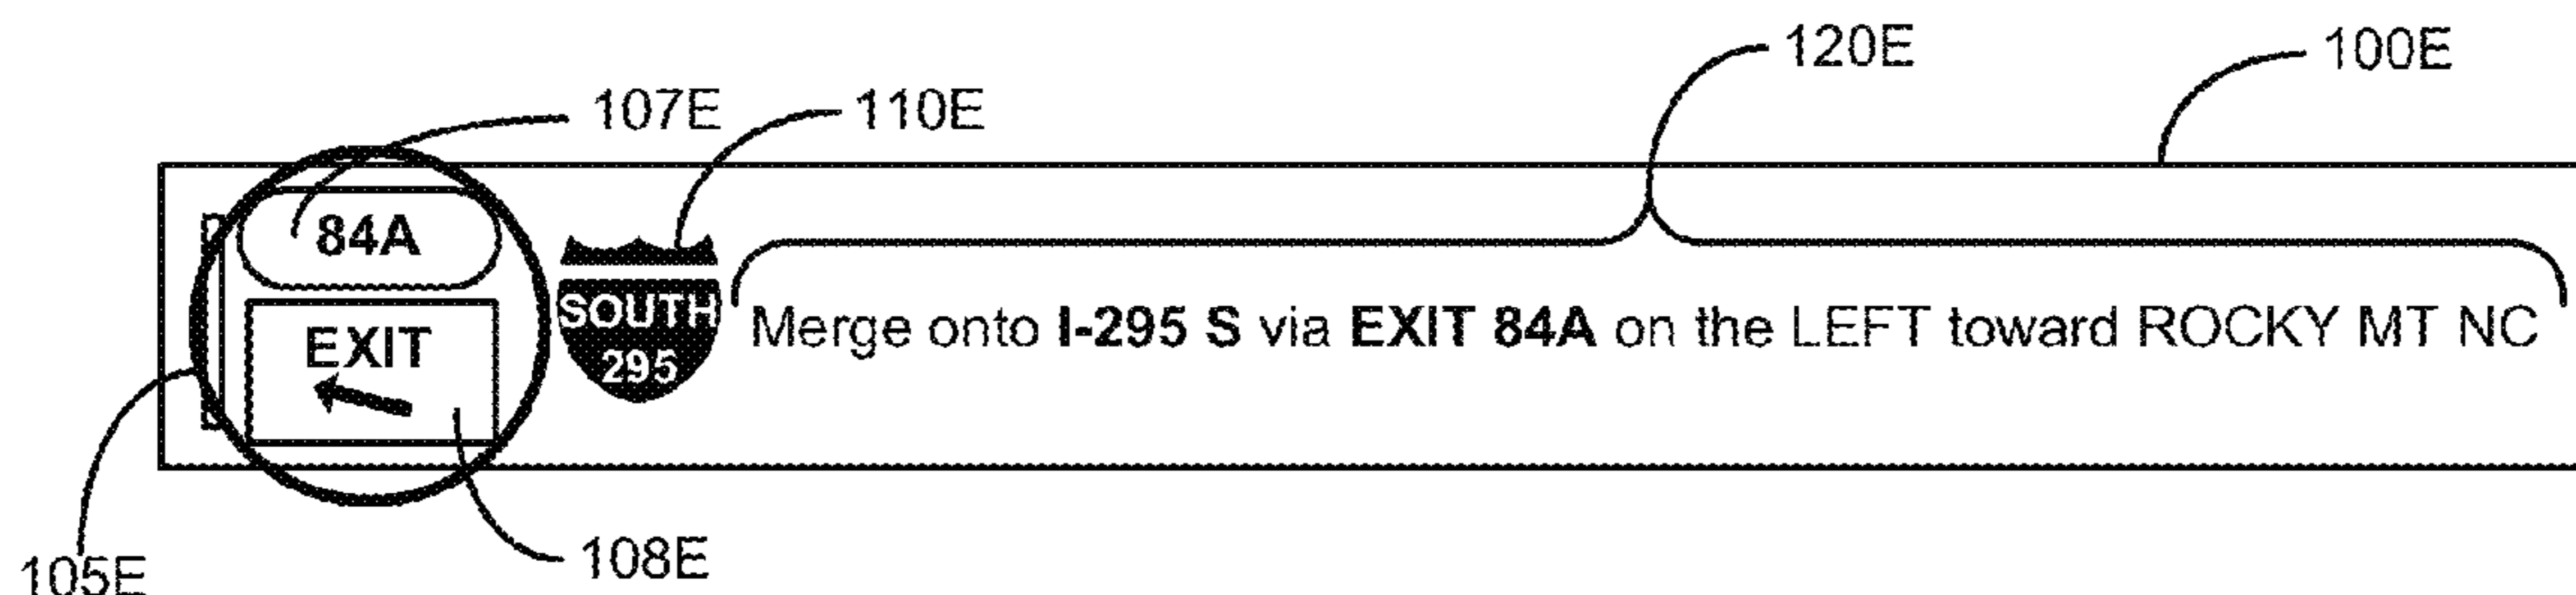 120E
100E
107E
110E
84A
SOUTH
295
EXIT
Merge onto I-295 S via EXIT 84A on the LEFT toward ROCKY MT NC
108E
105E